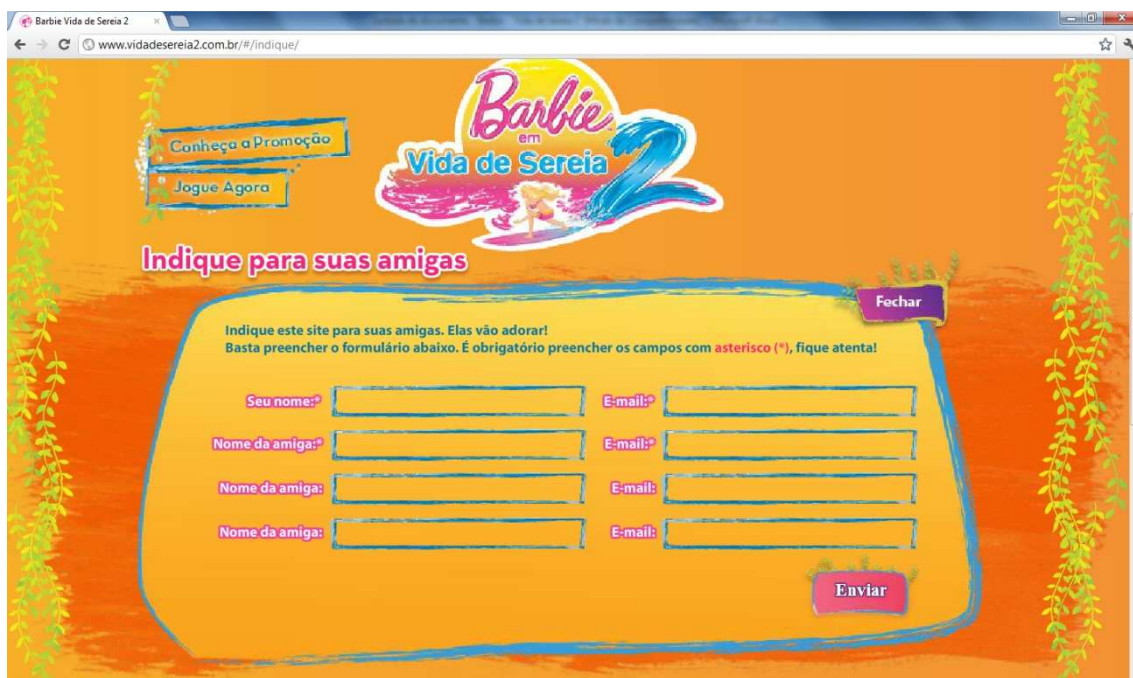 Barbie Vida de Sereia 2
www.vidadesereia2.com.br/#/indique/
Barbie
em
Vida de Sereia
2
Conheça a Promoção
Jogue Agora
Indique para suas amigas
Fechar
Indique este site para suas amigas. Elas vão adorar!
Basta preencher o formulário abaixo. É obrigatório preencher os campos com asterisco (*), fique atenta!
Seu nome:* E-mail:*
Nome da amiga:* E-mail:*
Nome da amiga: E-mail:
Nome da amiga: E-mail:
Enviar